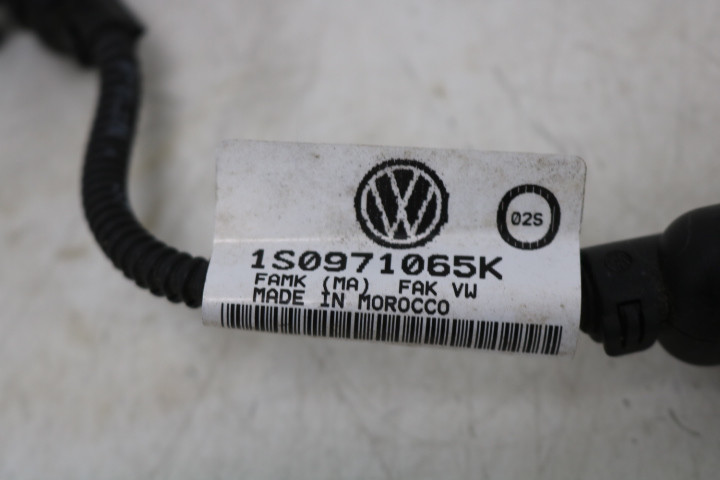 02S
1S0971065K
FAMK (MA) FAK VW
MADE IN MOROCCO